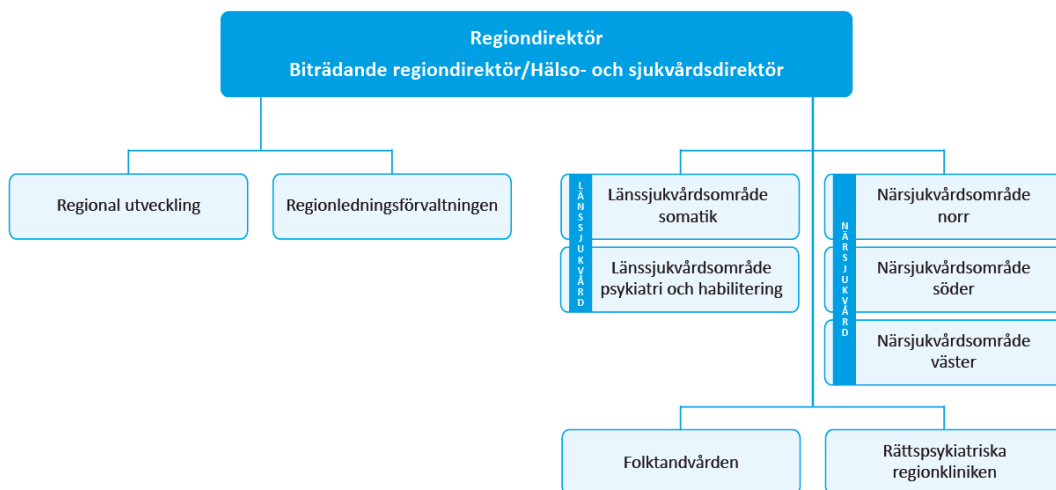 Regiondirektör
Biträdande regiondirektör/Hälso- och sjukvårdsdirektör
Regional utveckling
Regionledningsförvaltningen
LÄNSSJUKVÅRD
Länssjukvårdsområde
somatik
Länssjukvårdsområde
psykiatri och habilitering
NÄRSJUKVÅRD
Närsjukvårdsområde
norr
Närsjukvårdsområde
söder
Närsjukvårdsområde
väster
Folktandvården
Rättspsykiatriska
regionkliniken